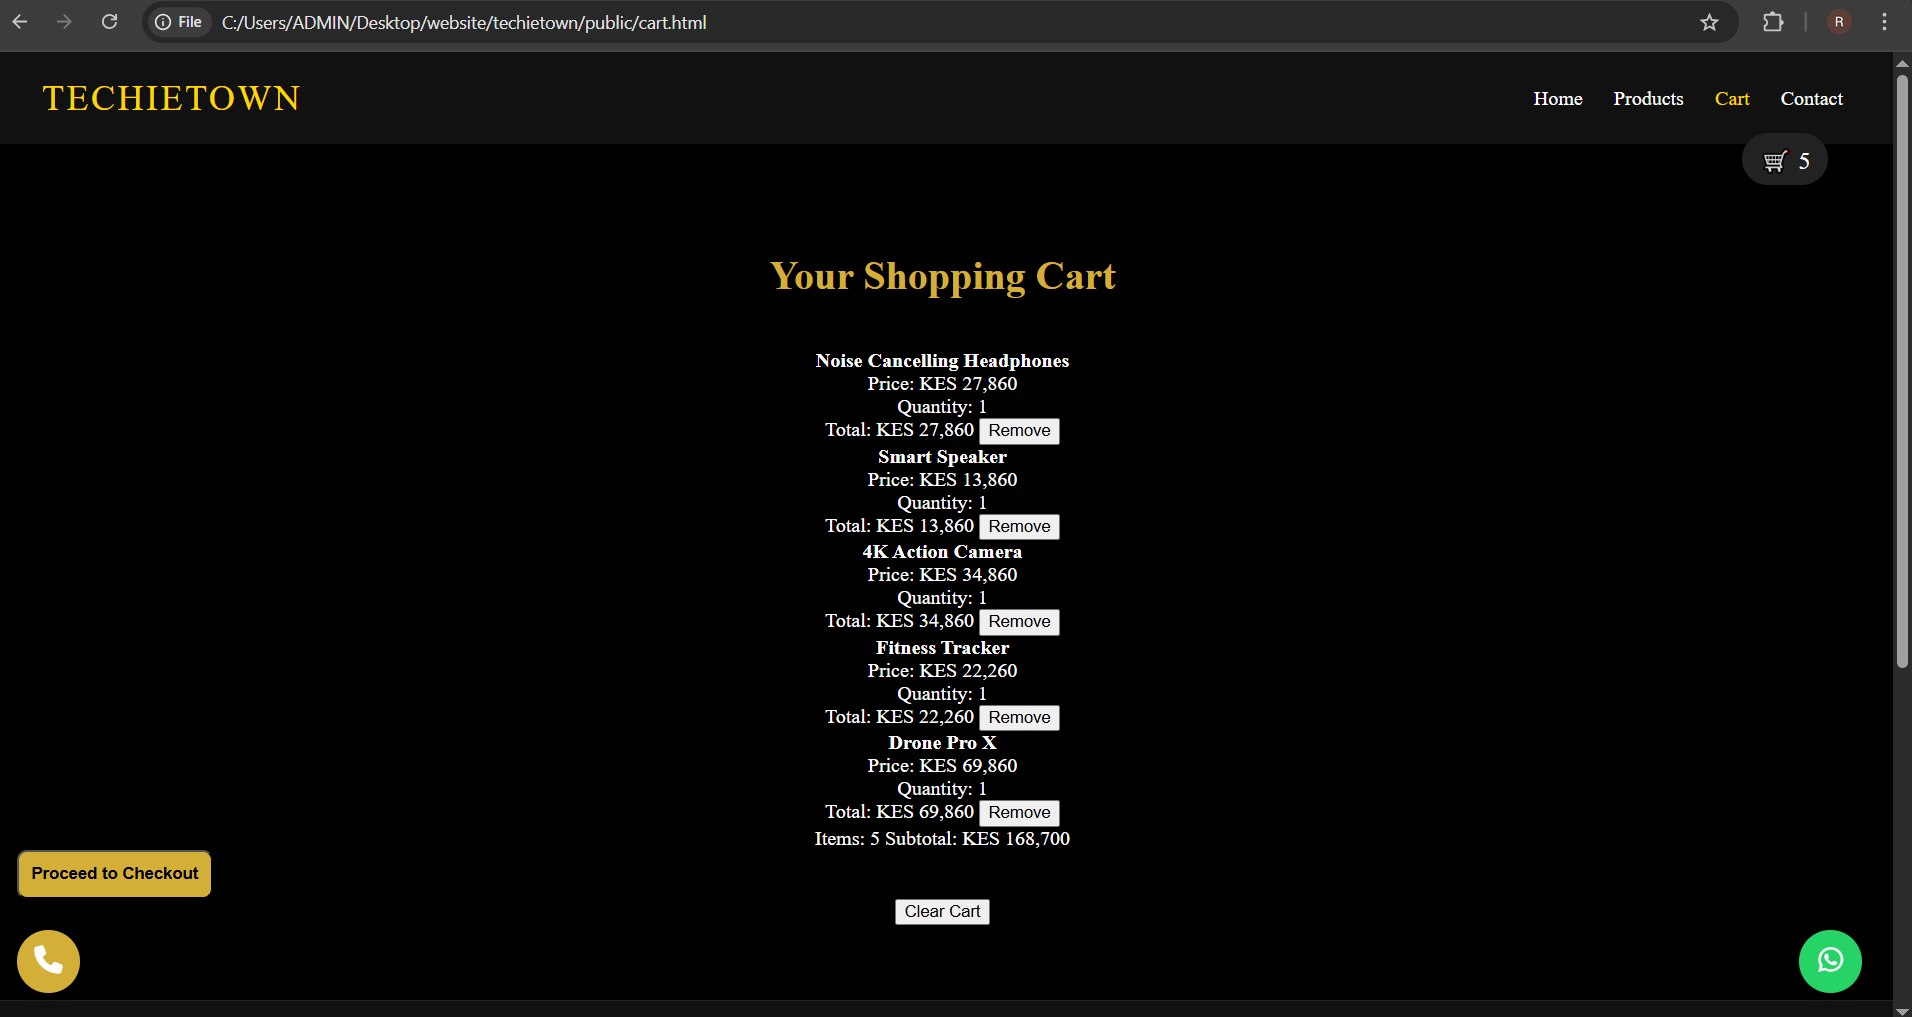 File C:/Users/ADMIN/Desktop/website/techietown/public/cart.html
R
TECHIETOWN
Home Products Cart Contact
5
Your Shopping Cart
Noise Cancelling Headphones
Price: KES 27,860
Quantity: 1
Total: KES 27,860 Remove
Smart Speaker
Price: KES 13,860
Quantity: 1
Total: KES 13,860 Remove
4K Action Camera
Price: KES 34,860
Quantity: 1
Total: KES 34,860 Remove
Fitness Tracker
Price: KES 22,260
Quantity: 1
Total: KES 22,260 Remove
Drone Pro X
Price: KES 69,860
Quantity: 1
Total: KES 69,860 Remove
Items: 5 Subtotal: KES 168,700
Proceed to Checkout
Clear Cart